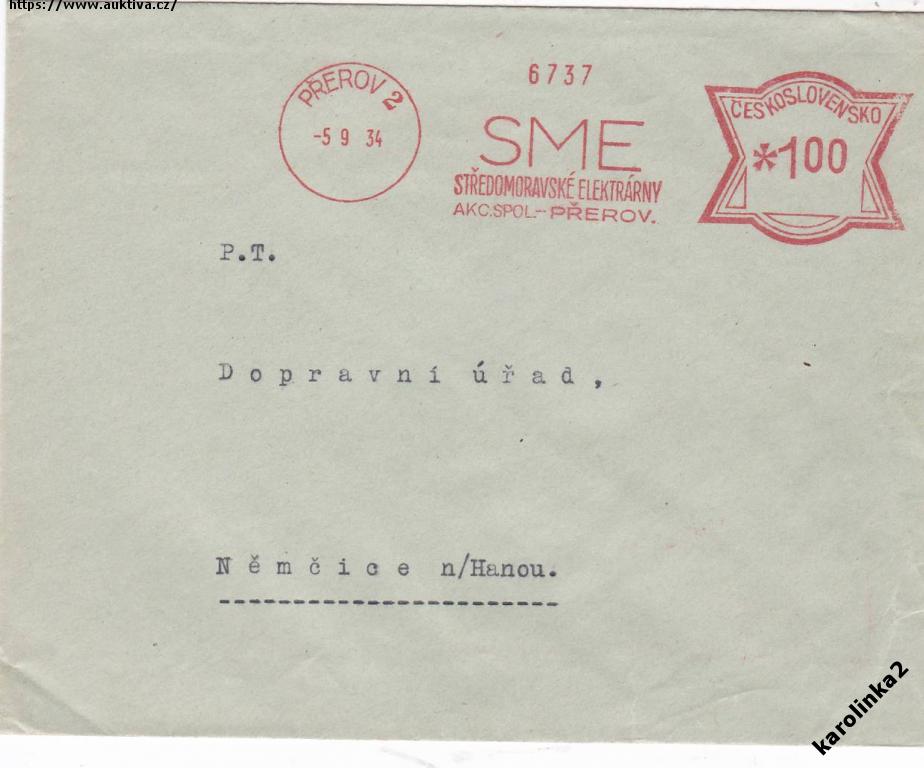 https://www.auktiva.cz/
PŘEROV 2
-5 9 34
6737
SME
STŘEDOMORAVSKÉ ELEKTRÁRNY
AKC.SPOL.-PŘEROV.
ČESKOSLOVENSKO
*100
P.T.
Dopravní úřad,
Němčice n/Hanou.
karolinka2